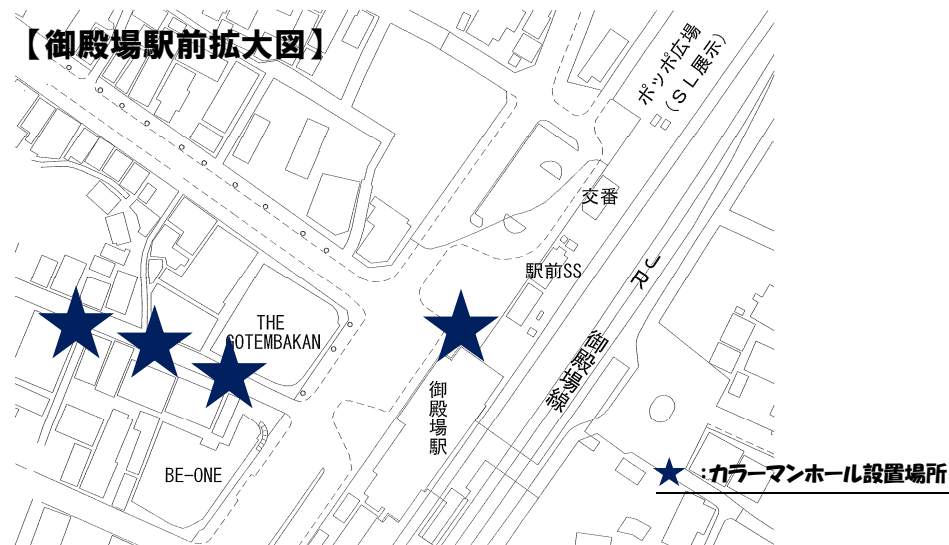 【御殿場駅前拡大図】
ポッポ広場
（ＳＬ展示）
交番
駅前SS
JR
御殿場線
THE
GOTEMBAKAN
御殿場駅
BE-ONE
：カラーマンホール設置場所